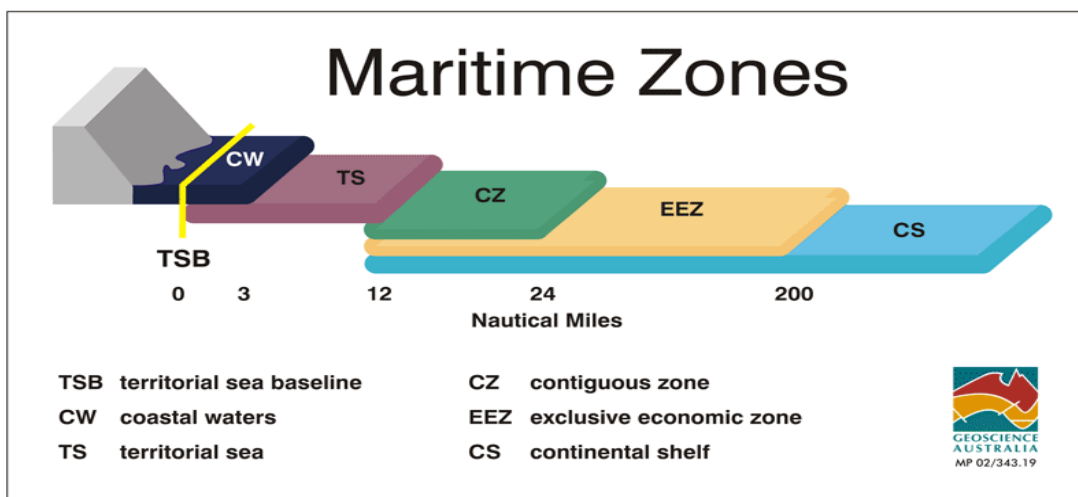 Maritime Zones
CW
TS
CZ
EEZ
CS
TSB
0 3 12 24 200
Nautical Miles
TSB territorial sea baseline
CW coastal waters
TS territorial sea
CZ contiguous zone
EEZ exclusive economic zone
CS continental shelf
GEOSCIENCE
AUSTRALIA
MP 02/343.19